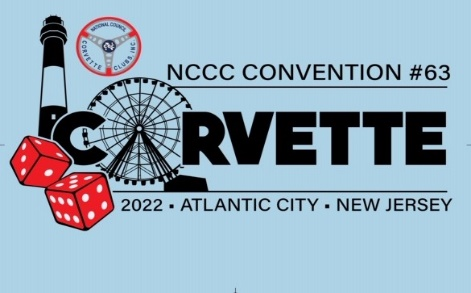 NATIONAL COUNCIL
CORVETTE CLUBS, INC.
NCCC CONVENTION #63
CORVETTE
2022 ▪ ATLANTIC CITY ▪ NEW JERSEY